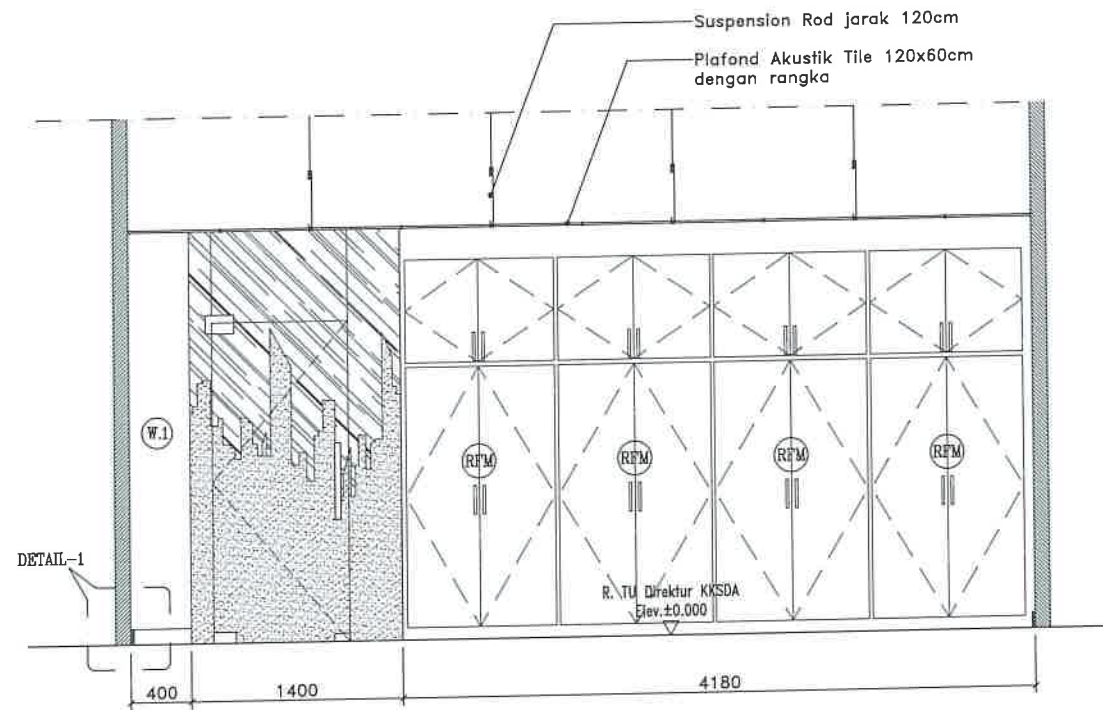 Suspension Rod jarak 120cm
Plafond Akustik Tile 120x60cm
dengan rangka
W.1
RFM
RFM
RFM
RFM
DETAIL-1
R. TU Direktur KKSDA
Elev.±0.000
400
1400
4180